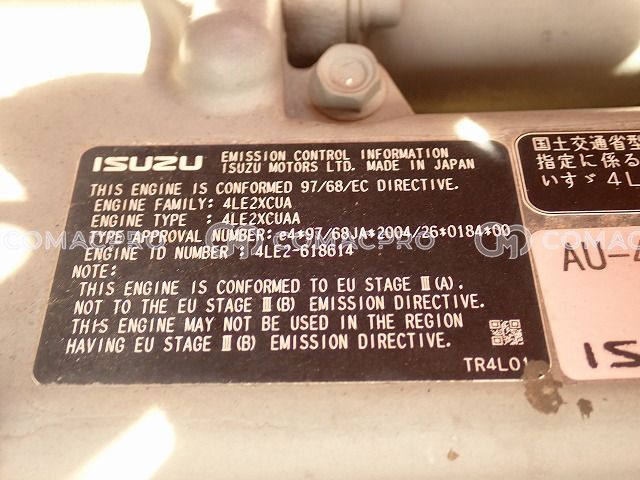 ISUZU EMISSION CONTROL INFORMATION
ISUZU MOTORS LTD. MADE IN JAPAN
THIS ENGINE IS CONFORMED 97/68/EC DIRECTIVE.
ENGINE FAMILY: 4LE2XCUA
ENGINE TYPE : 4LE2XCUAA
TYPE APPROVAL NUMBER: e4*97/68JA*2004/26*0184*00
ENGINE ID NUMBER : 4LE2-618614
NOTE:
THIS ENGINE IS CONFORMED TO EU STAGE Ⅲ(A).
NOT TO THE EU STAGE Ⅲ(B) EMISSION DIRECTIVE.
THIS ENGINE MAY NOT BE USED IN THE REGION
HAVING EU STAGE Ⅲ(B) EMISSION DIRECTIVE.
TR4L01
国土交通省型
指定に係る
いすゞ4L
AU-4
IS
COMACPRO CM COMACPRO CM COMACPRO